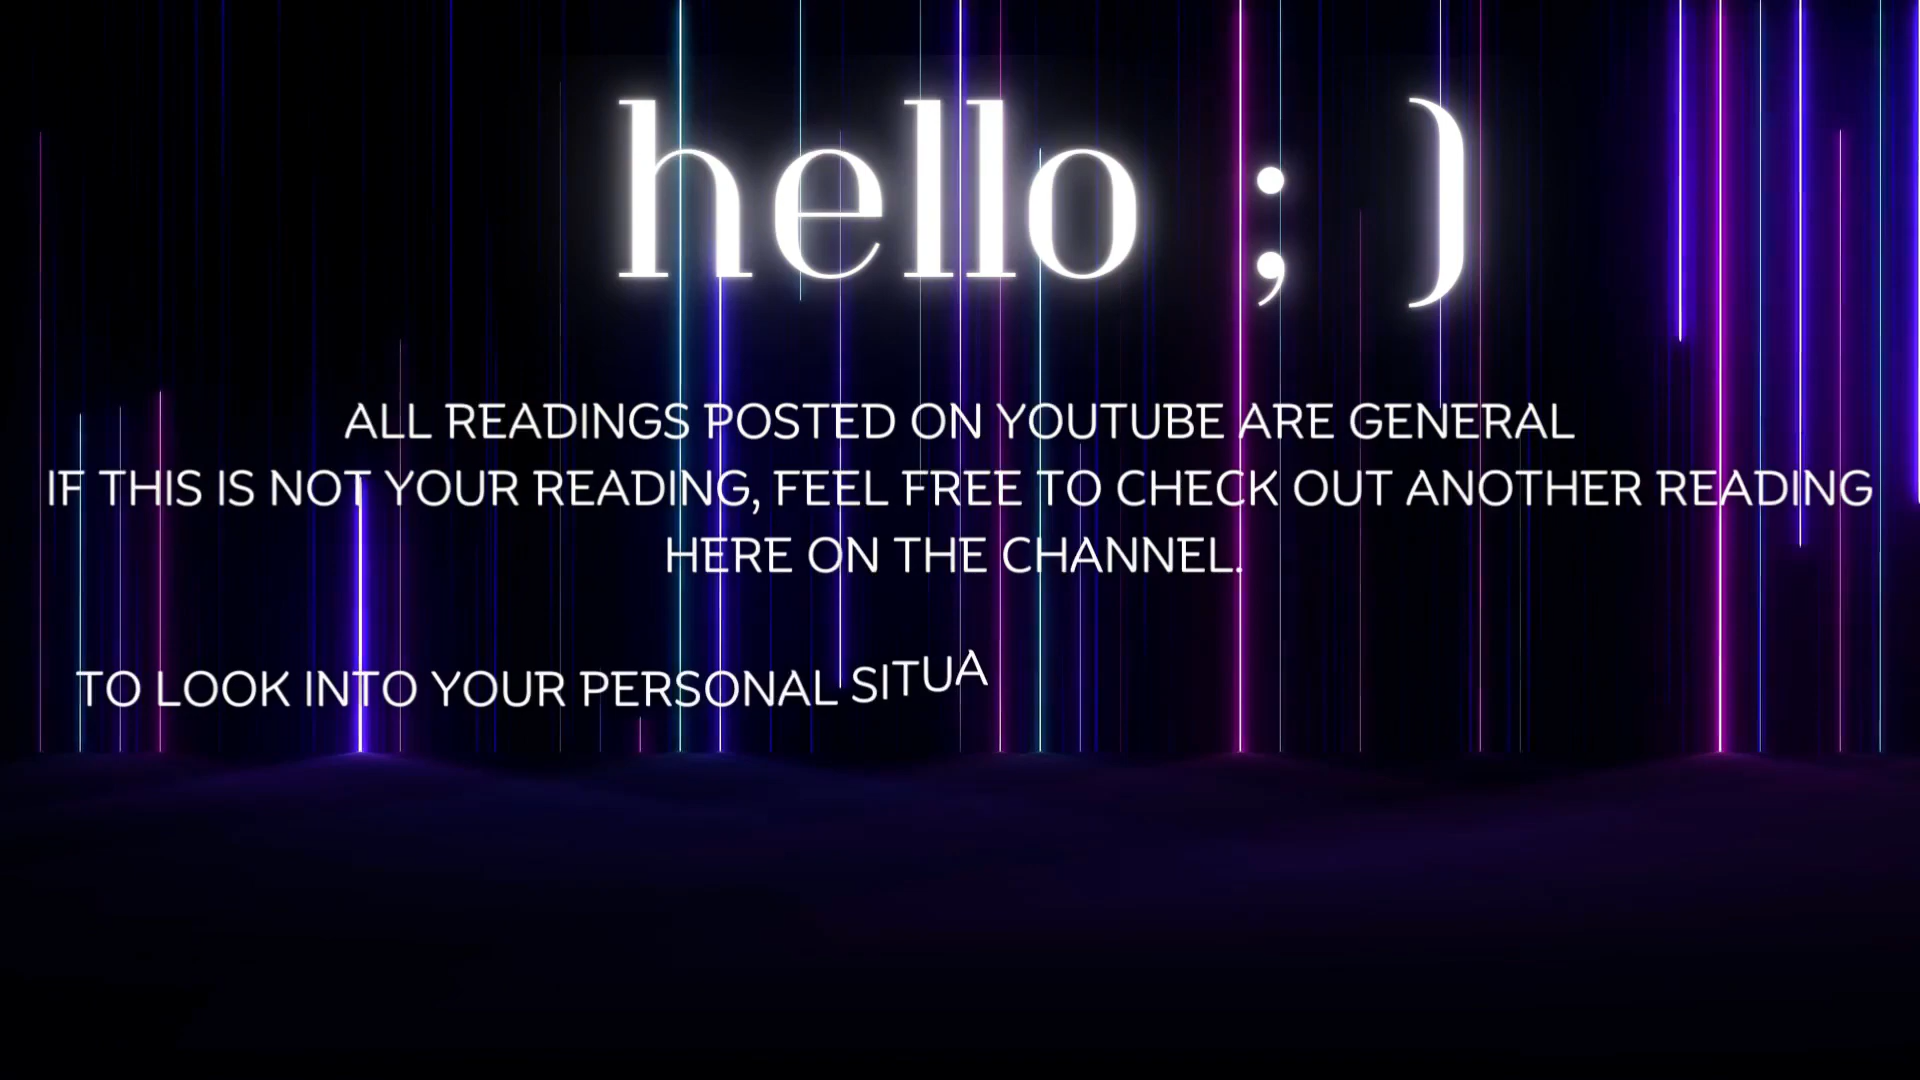 hello ; )
ALL READINGS POSTED ON YOUTUBE ARE GENERAL
IF THIS IS NOT YOUR READING, FEEL FREE TO CHECK OUT ANOTHER READING
HERE ON THE CHANNEL.
TO LOOK INTO YOUR PERSONAL SITUA